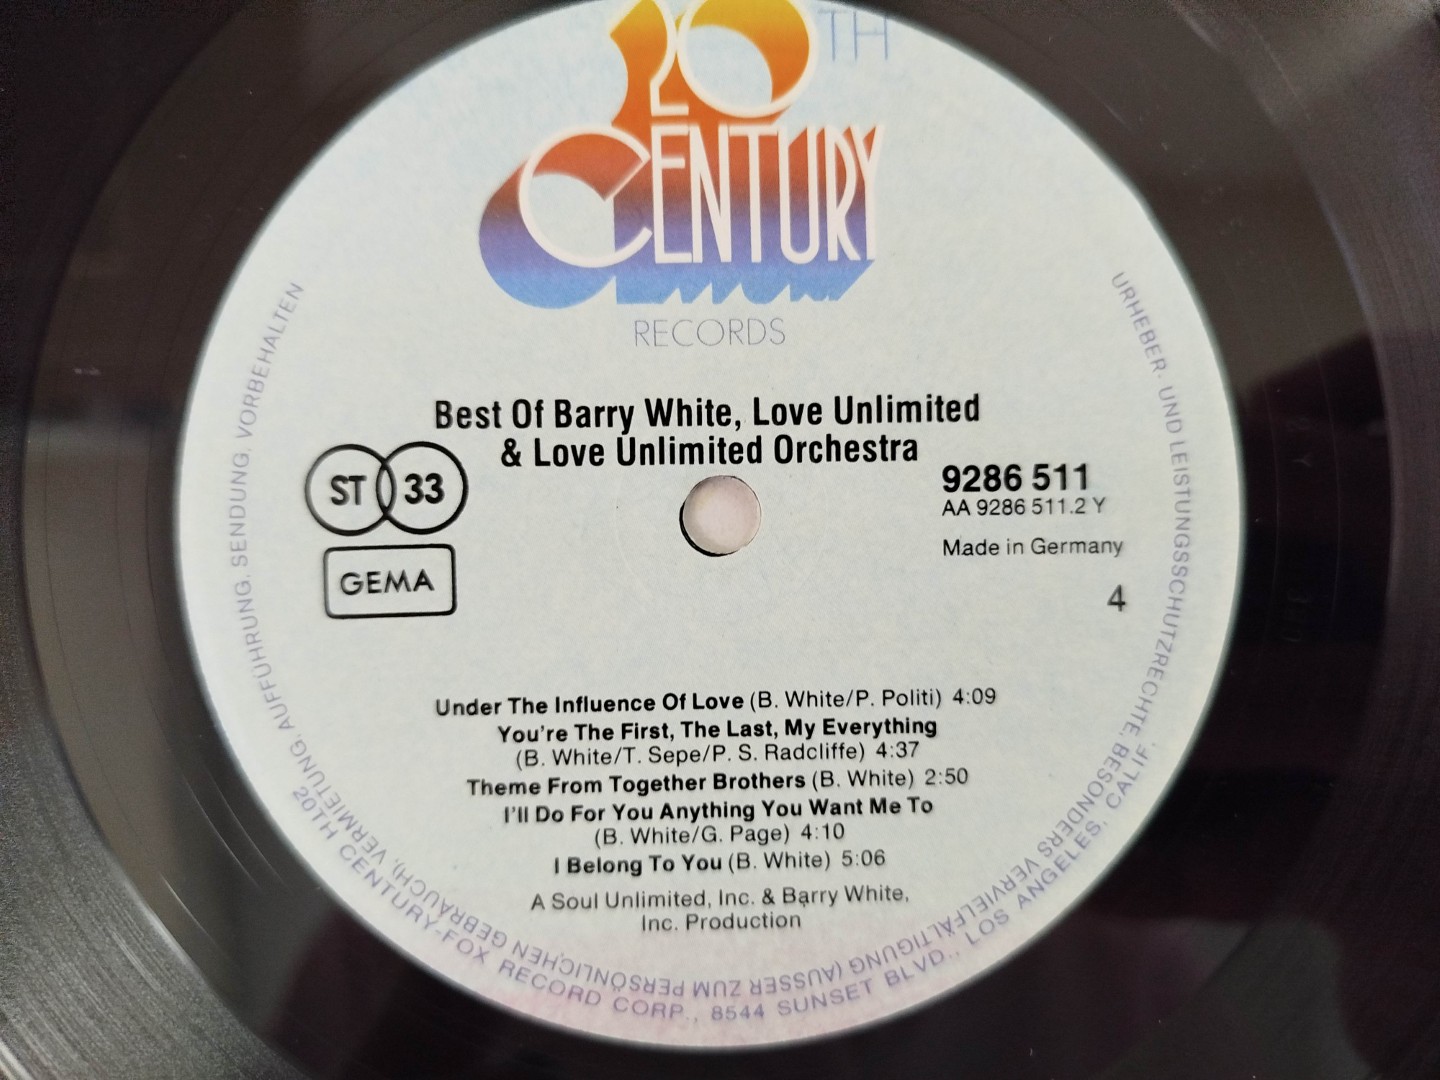 20TH
CENTURY
RECORDS
Best Of Barry White, Love Unlimited
& Love Unlimited Orchestra
ST 33
GEMA
9286 511
AA 9286 511.2 Y
Made in Germany
4
Under The Influence Of Love (B. White/P. Politi) 4:09
You're The First, The Last, My Everything
(B. White/T. Sepe/P. S. Radcliffe) 4:37
Theme From Together Brothers (B. White) 2:50
I'll Do For You Anything You Want Me To
(B. White/G. Page) 4:10
I Belong To You (B. White) 5:06
A Soul Unlimited, Inc. & Barry White,
Inc. Production
URHEBER- UND LEISTUNGSSCHUTZRECHTE, BESONDERS VERVIELFÄLTIGUNG (AUSSER ZUM PERSÖNLICHEN GEBRAUCH), VERMIETUNG, AUFFÜHRUNG, SENDUNG, VORBEHALTEN
20TH CENTURY-FOX RECORD CORP., 8544 SUNSET BLVD., LOS ANGELES, CALIF.